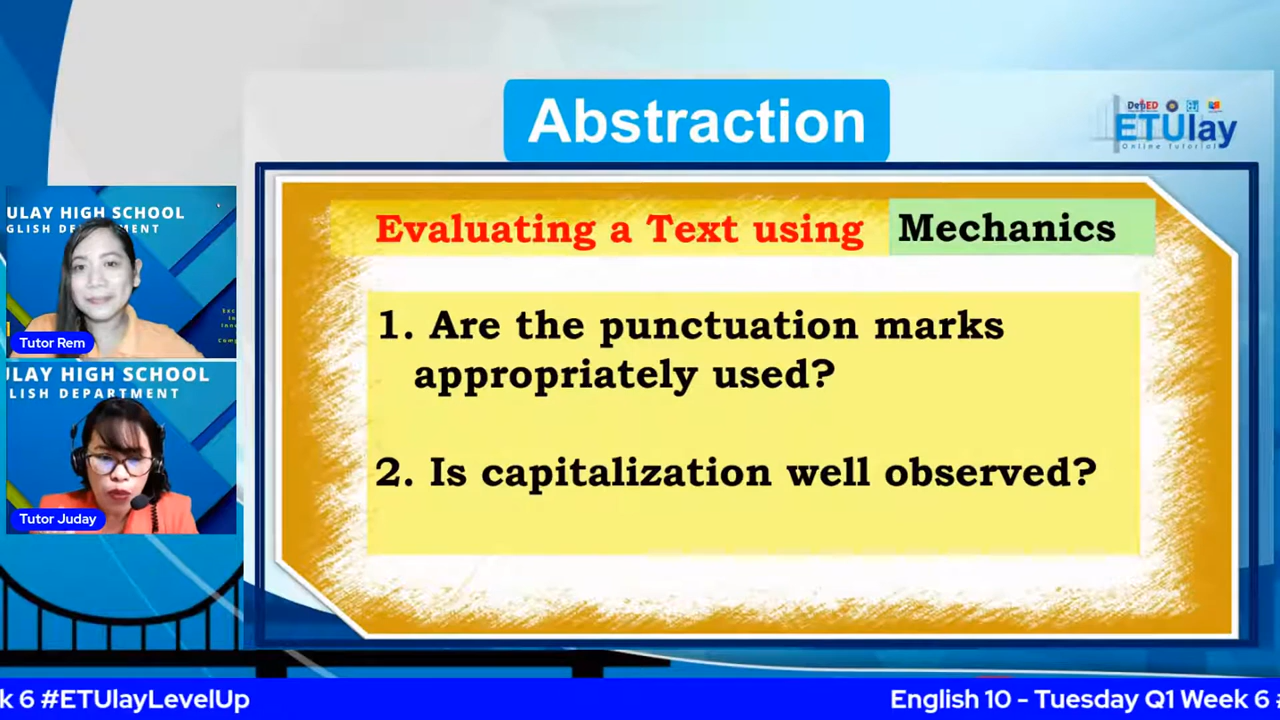 Abstraction
DepED
ETUlay
Online Tutorial
Evaluating a Text using Mechanics
1. Are the punctuation marks
appropriately used?
2. Is capitalization well observed?
ULAY HIGH SCHOOL
GLISH DE MENT
Tutor Rem
ULAY HIGH SCHOOL
LISH DEPARTMENT
Tutor Juday
k 6 #ETUlayLevelUp
English 10 - Tuesday Q1 Week 6 #